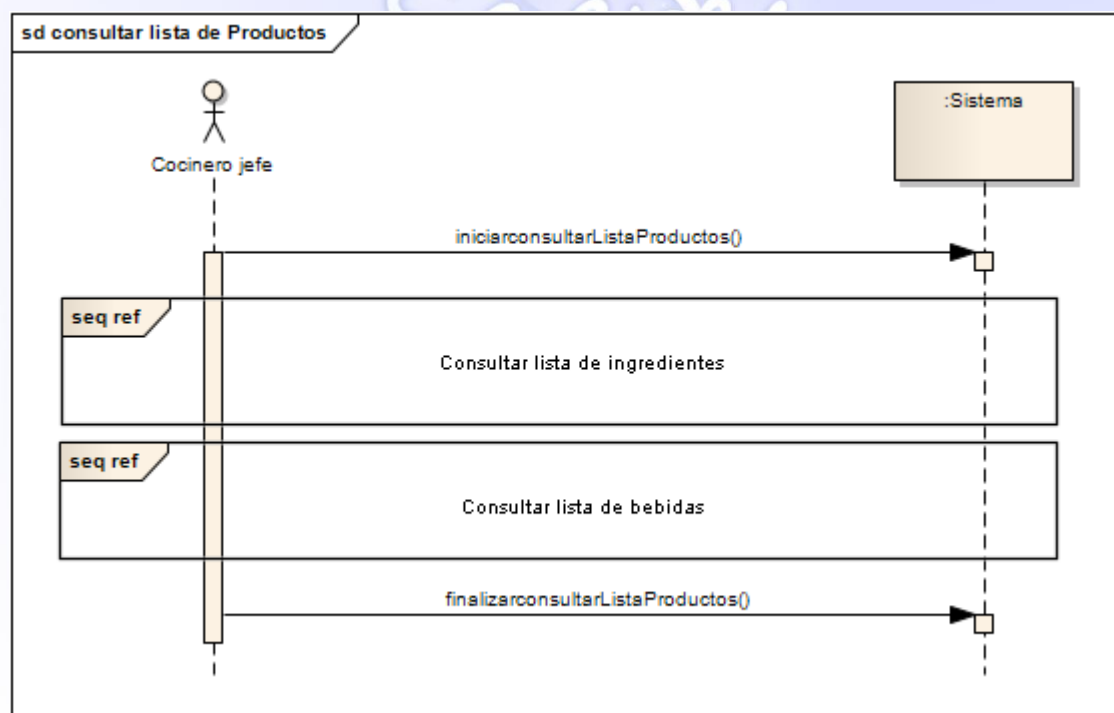 sd consultar lista de Productos
:Sistema
Cocinero jefe
iniciarconsultarListaProductos()
seq ref
Consultar lista de ingredientes
seq ref
Consultar lista de bebidas
finalizarconsultarListaProductos()